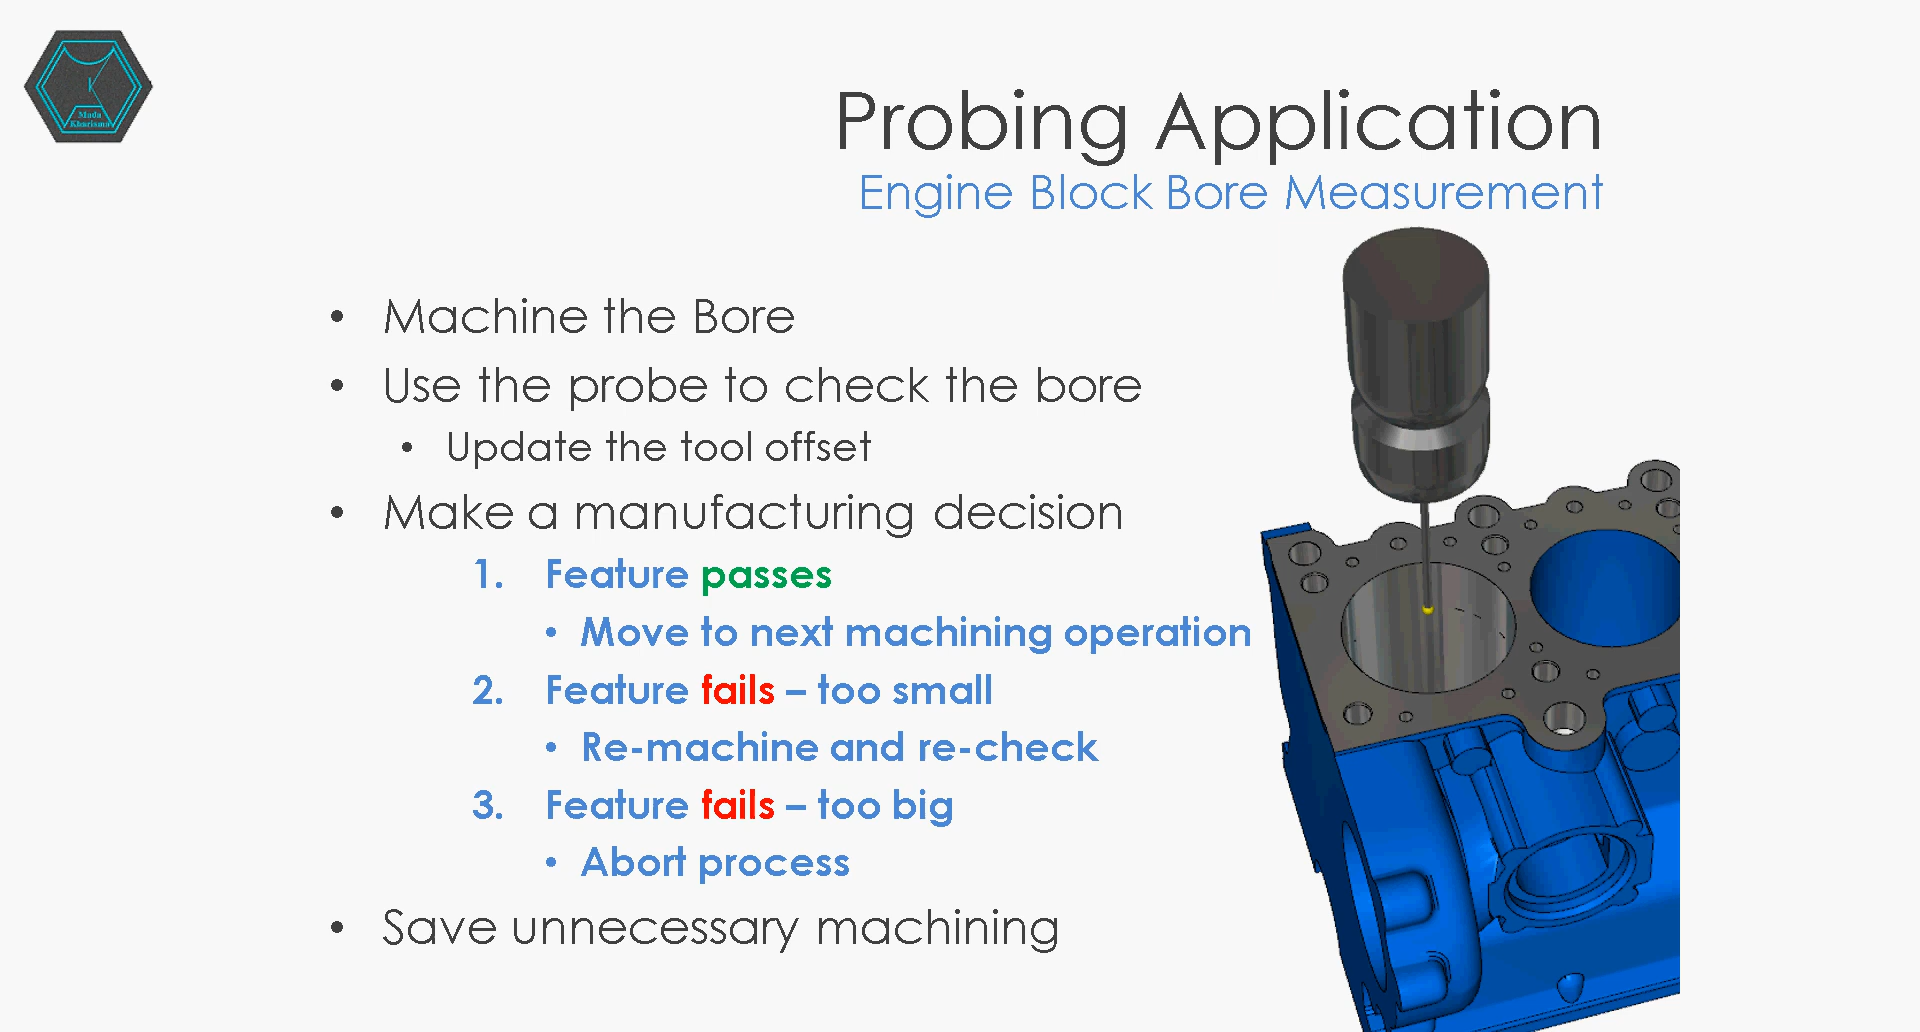 Mada
Kharisma
Probing Application
Engine Block Bore Measurement
• Machine the Bore
• Use the probe to check the bore
• Update the tool offset
• Make a manufacturing decision
1. Feature passes
• Move to next machining operation
2. Feature fails – too small
• Re-machine and re-check
3. Feature fails – too big
• Abort process
• Save unnecessary machining